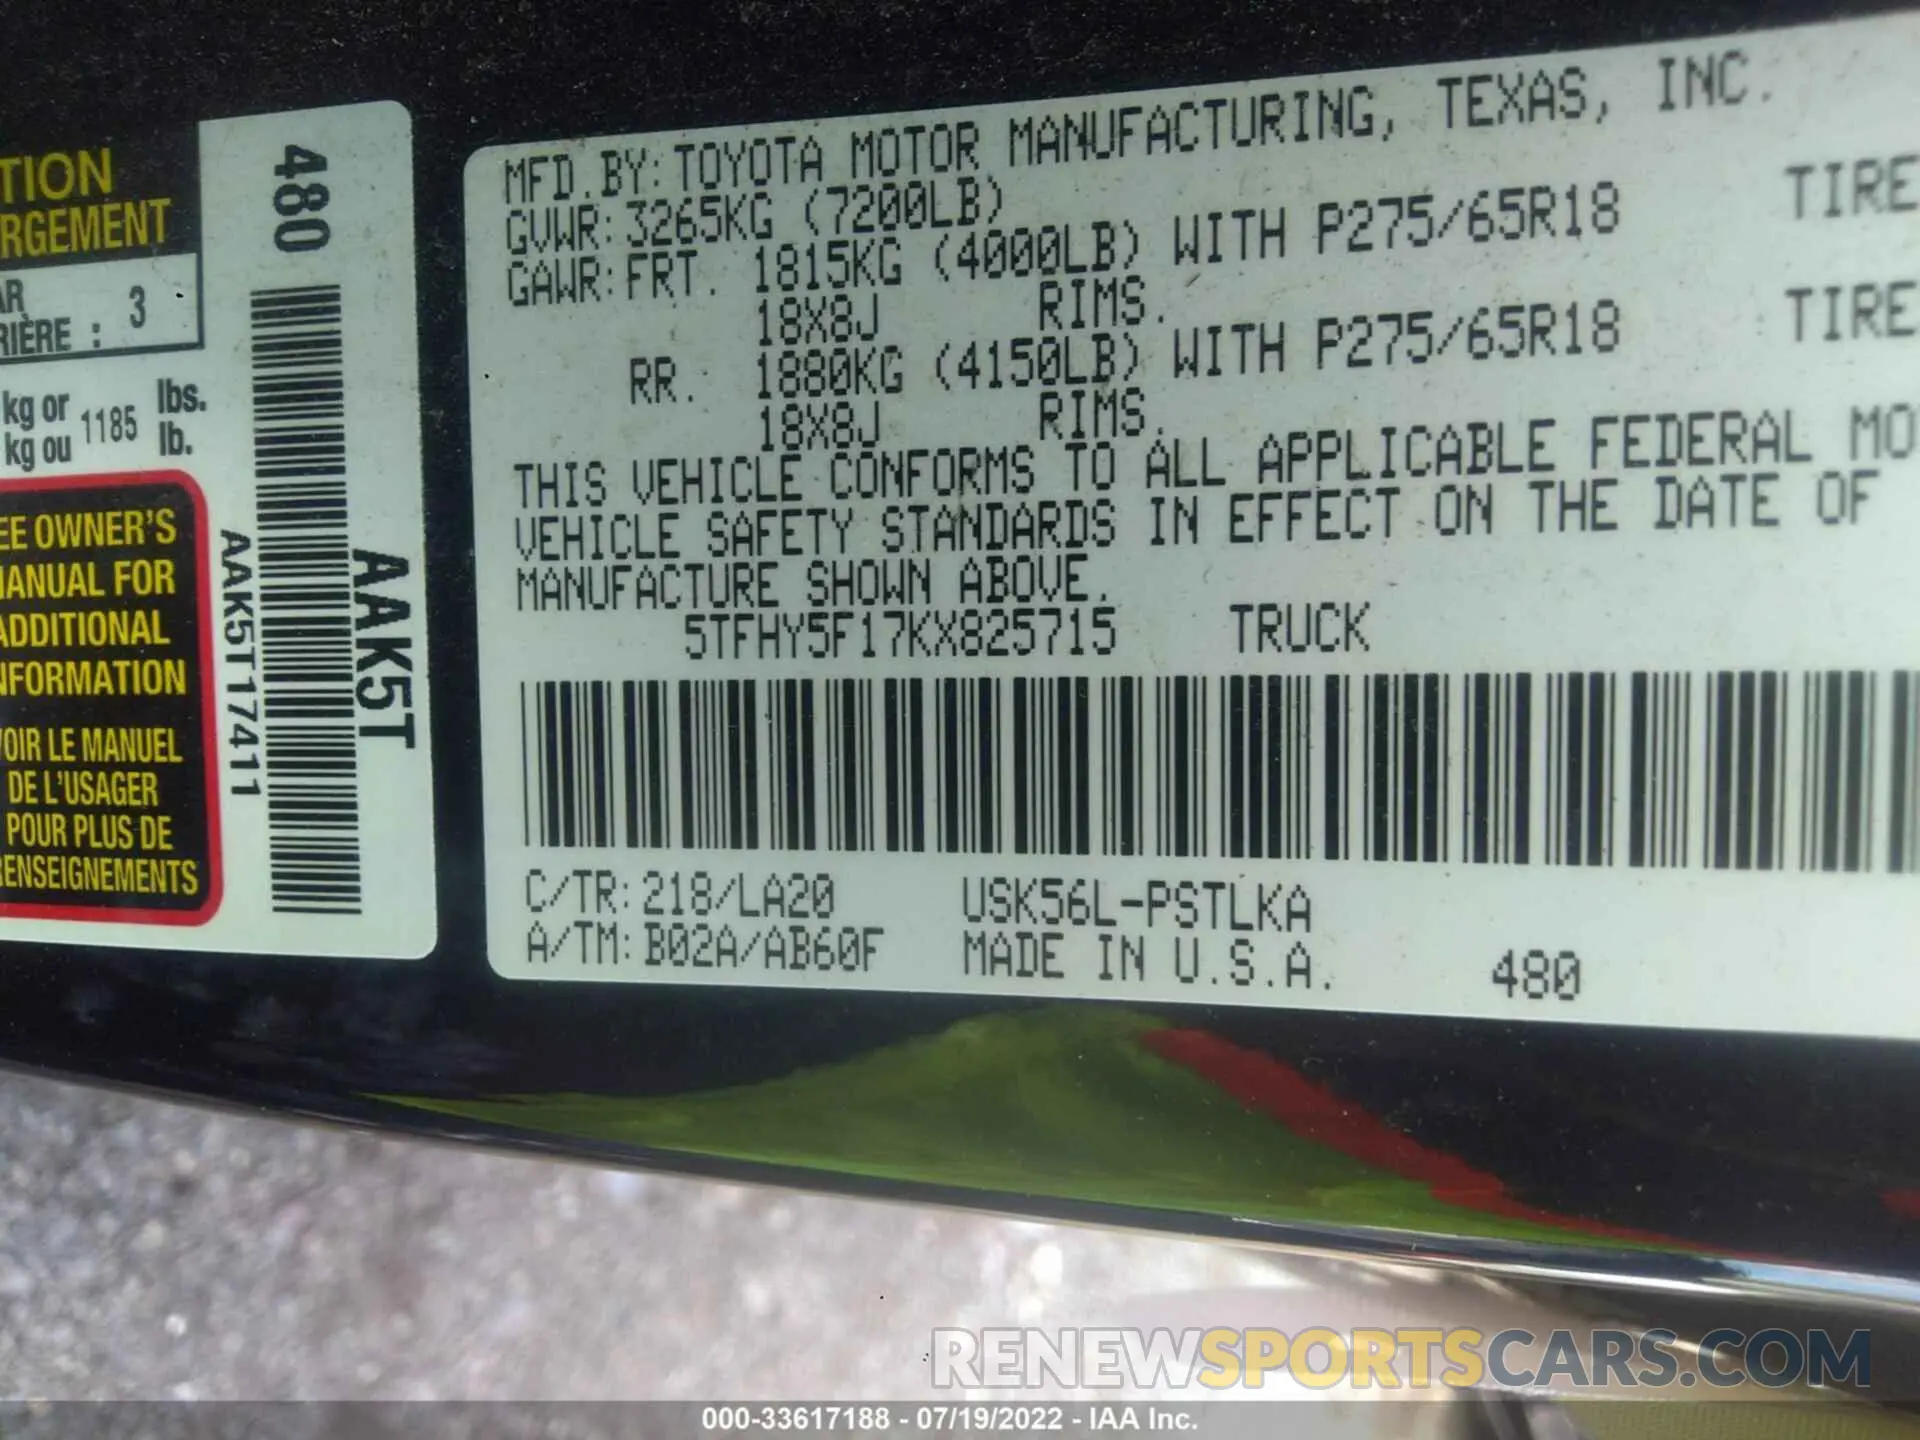 TION
RGEMENT
AR
RIÈRE : 3
kg or
kg ou
1185
lbs.
lb.
EE OWNER'S
MANUAL FOR
ADDITIONAL
NFORMATION
VOIR LE MANUEL
DE L'USAGER
POUR PLUS DE
RENSEIGNEMENTS
480
AAK5T
AAK5T17411
MFD.BY:TOYOTA MOTOR MANUFACTURING, TEXAS, INC.
GVWR:3265KG (7200LB)
GAWR:FRT. 1815KG (4000LB) WITH P275/65R18 TIRE
18X8J RIMS.
RR. 1880KG (4150LB) WITH P275/65R18 TIRE
18X8J RIMS.
THIS VEHICLE CONFORMS TO ALL APPLICABLE FEDERAL MO
VEHICLE SAFETY STANDARDS IN EFFECT ON THE DATE OF
MANUFACTURE SHOWN ABOVE.
5TFHY5F17KX825715 TRUCK
C/TR:218/LA20 USK56L-PSTLKA
A/TM:B02A/AB60F MADE IN U.S.A. 480
RENEWSPORTSCARS.COM
000-33617188 - 07/19/2022 - IAA Inc.